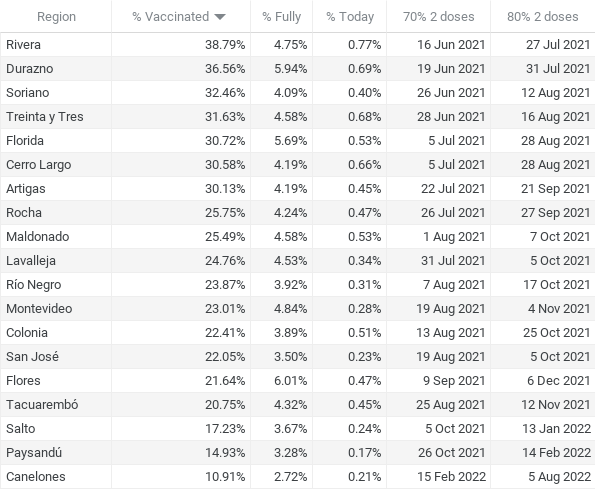 Region % Vaccinated % Fully % Today 70% 2 doses 80% 2 doses
Rivera 38.79% 4.75% 0.77% 16 Jun 2021 27 Jul 2021
Durazno 36.56% 5.94% 0.69% 19 Jun 2021 31 Jul 2021
Soriano 32.46% 4.09% 0.40% 26 Jun 2021 12 Aug 2021
Treinta y Tres 31.63% 4.58% 0.68% 28 Jun 2021 16 Aug 2021
Florida 30.72% 5.69% 0.53% 5 Jul 2021 28 Aug 2021
Cerro Largo 30.58% 4.19% 0.66% 5 Jul 2021 28 Aug 2021
Artigas 30.13% 4.19% 0.45% 22 Jul 2021 21 Sep 2021
Rocha 25.75% 4.24% 0.47% 26 Jul 2021 27 Sep 2021
Maldonado 25.49% 4.58% 0.53% 1 Aug 2021 7 Oct 2021
Lavalleja 24.76% 4.53% 0.34% 31 Jul 2021 5 Oct 2021
Río Negro 23.87% 3.92% 0.31% 7 Aug 2021 17 Oct 2021
Montevideo 23.01% 4.84% 0.28% 19 Aug 2021 4 Nov 2021
Colonia 22.41% 3.89% 0.51% 13 Aug 2021 25 Oct 2021
San José 22.05% 3.50% 0.23% 19 Aug 2021 5 Oct 2021
Flores 21.64% 6.01% 0.47% 9 Sep 2021 6 Dec 2021
Tacuarembó 20.75% 4.32% 0.45% 25 Aug 2021 12 Nov 2021
Salto 17.23% 3.67% 0.24% 5 Oct 2021 13 Jan 2022
Paysandú 14.93% 3.28% 0.17% 26 Oct 2021 14 Feb 2022
Canelones 10.91% 2.72% 0.21% 15 Feb 2022 5 Aug 2022